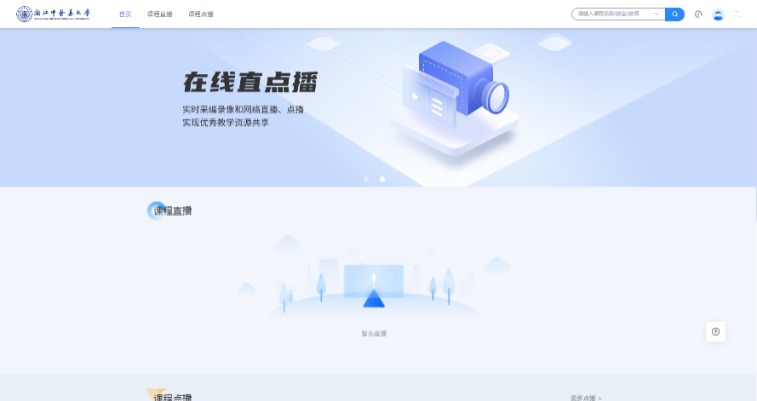 浙江中医药大学
首页
课程直播
课程点播
请输入课程名称/教室/教师
在线直点播
实时采编录像和网络直播、点播
实现优秀教学资源共享
课程直播
暂无直播
课程点播
更多点播 >